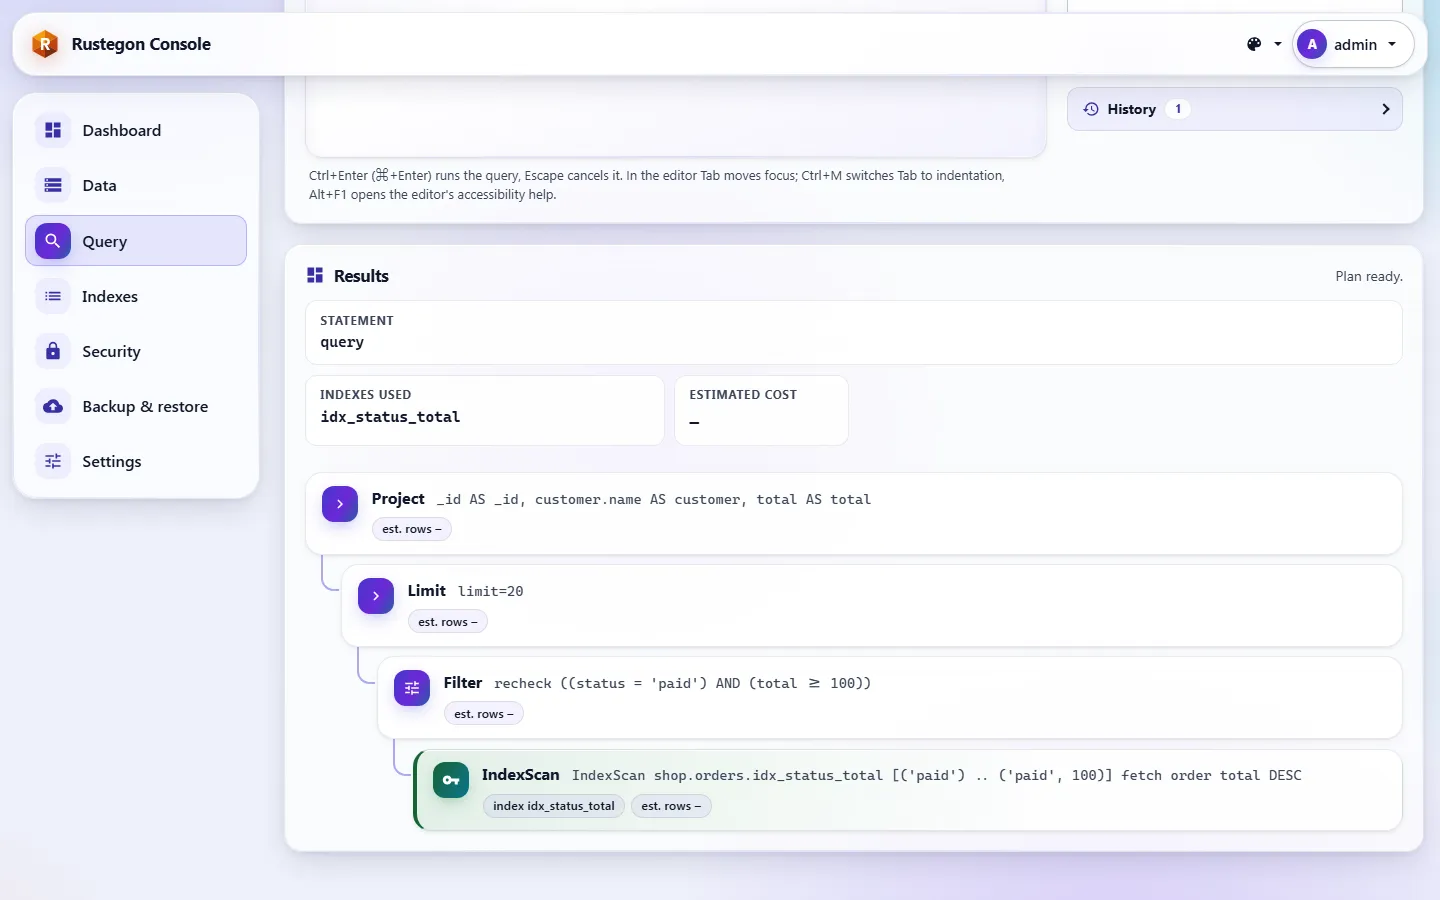 R Rustegon Console
A admin
Dashboard
Data
Query
Indexes
Security
Backup & restore
Settings
History 1
Ctrl+Enter (⌘+Enter) runs the query, Escape cancels it. In the editor Tab moves focus; Ctrl+M switches Tab to indentation,
Alt+F1 opens the editor's accessibility help.
Results
Plan ready.
STATEMENT
query
INDEXES USED
idx_status_total
ESTIMATED COST
–
Project _id AS _id, customer.name AS customer, total AS total
est. rows –
Limit limit=20
est. rows –
Filter recheck ((status = 'paid') AND (total ≥ 100))
est. rows –
IndexScan IndexScan shop.orders.idx_status_total [('paid') .. ('paid', 100)] fetch order total DESC
index idx_status_total est. rows –